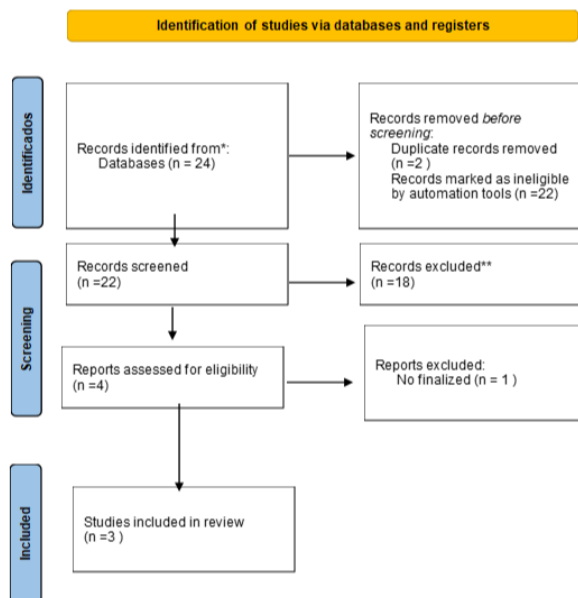 Identification of studies via databases and registers
Identificados
Records identified from*:
Databases (n = 24)
Records removed before
screening:
Duplicate records removed
(n =2 )
Records marked as ineligible
by automation tools (n =22)
Screening
Records screened
(n =22)
Records excluded**
(n =18)
Reports assessed for eligibility
(n =4)
Reports excluded:
No finalized (n = 1 )
Included
Studies included in review
(n =3 )